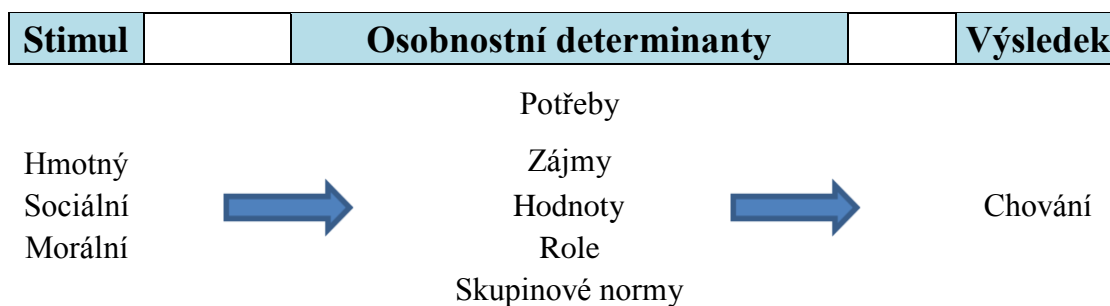 Stimul Osobnostní determinanty Výsledek
Potřeby
Hmotný Zájmy
Sociální Hodnoty Chování
Morální Role
Skupinové normy